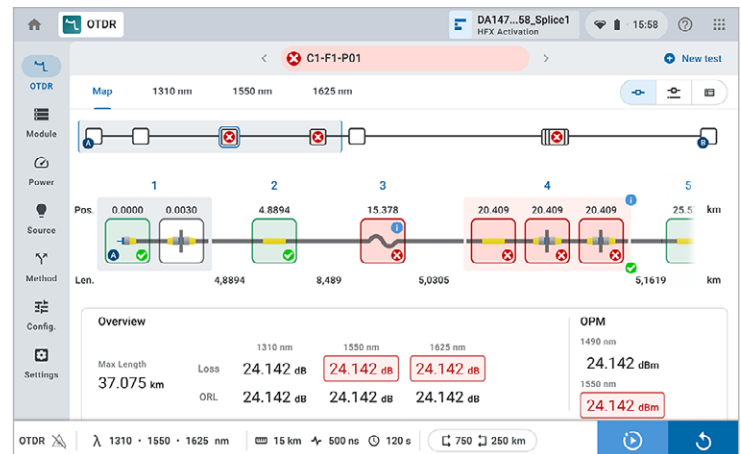 OTDR
DA147...58_Splice1
HFX Activation
15:58
C1-F1-P01
New test
OTDR
Module
Power
Source
Method
Config.
Settings
Map 1310 nm 1550 nm 1625 nm
A
B
1 2 3 4 5
Pos. 0.0000 0.0030 4.8894 15.378 20.409 20.409 20.409 25.5 km
A
Len. 4,8894 8,489 5,0305 5,1619 km
Overview
1310 nm 1550 nm 1625 nm
Max Length
37.075 km
Loss 24.142 dB 24.142 dB 24.142 dB
ORL 24.142 dB 24.142 dB 24.142 dB
OPM
1490 nm
24.142 dBm
1550 nm
24.142 dBm
OTDR λ 1310 · 1550 · 1625 nm 15 km 500 ns 120 s 750 250 km